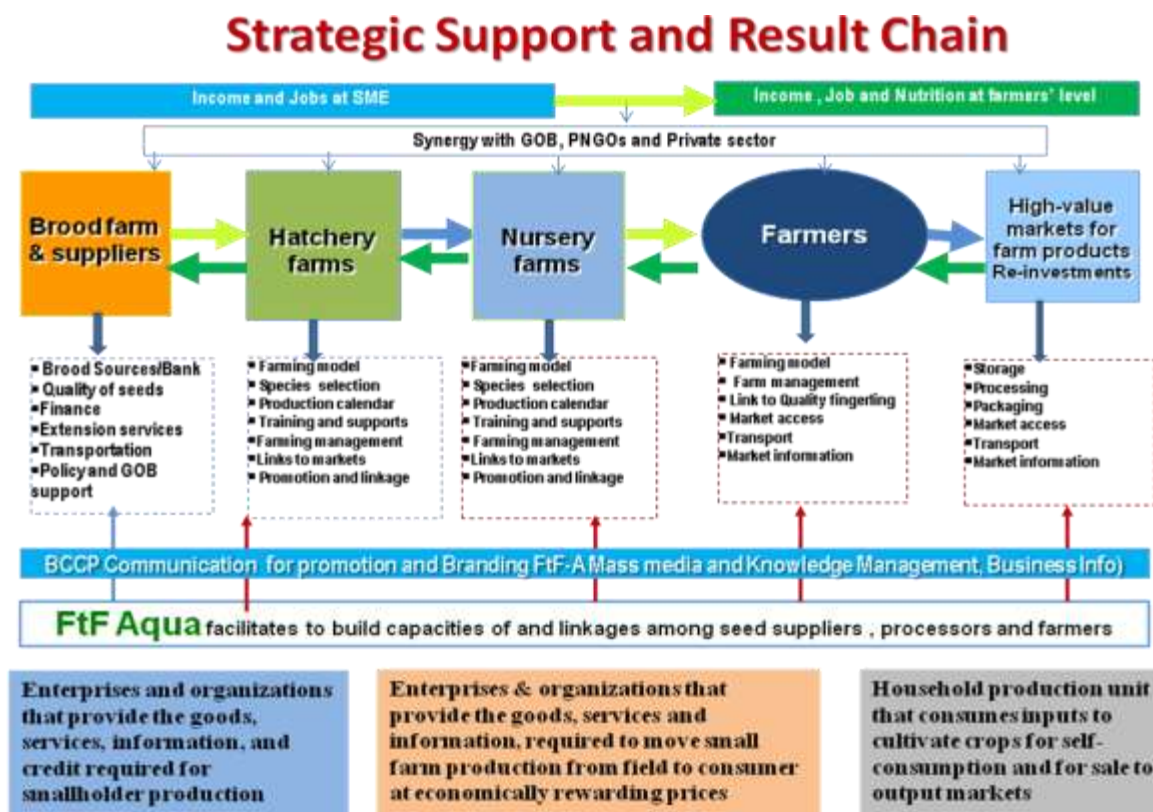 Strategic Support and Result Chain
Income and Jobs at SME
Income , Job and Nutrition at farmers' level
Synergy with GOB, PNGOs and Private sector
Brood farm
& suppliers
Hatchery
farms
Nursery
farms
Farmers
High-value
markets for
farm products
Re-investments
▪ Brood Sources/Bank
▪ Quality of seeds
▪ Finance
▪ Extension services
▪ Transportation
▪ Policy and GOB
support
▪ Farming model
▪ Species selection
▪ Production calendar
▪ Training and supports
▪ Farming management
▪ Links to markets
▪ Promotion and linkage
▪ Farming model
▪ Species selection
▪ Production calendar
▪ Training and supports
▪ Farming management
▪ Links to markets
▪ Promotion and linkage
▪ Farming model
▪ Farm management
▪ Link to Quality fingerling
▪ Market access
▪ Transport
▪ Market information
▪ Storage
▪ Processing
▪ Packaging
▪ Market access
▪ Transport
▪ Market information
BCCP Communication for promotion and Branding FtF-A Mass media and Knowledge Management, Business Info)
FtF Aqua facilitates to build capacities of and linkages among seed suppliers , processors and farmers
Enterprises and organizations
that provide the goods,
services, information, and
credit required for
smallholder production
Enterprises & organizations that
provide the goods, services and
information, required to move small
farm production from field to consumer
at economically rewarding prices
Household production unit
that consumes inputs to
cultivate crops for self-
consumption and for sale to
output markets